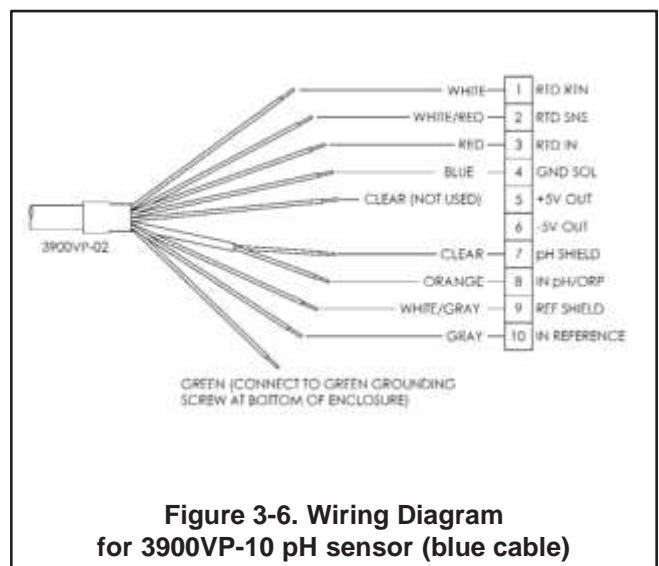 WHITE 1 RTD RTN
WHITE/RED 2 RTD SNS
RED 3 RTD IN
BLUE 4 GND SOL
CLEAR (NOT USED) 5 +5V OUT
6 -5V OUT
3900VP-02
CLEAR 7 pH SHIELD
ORANGE 8 IN pH/ORP
WHITE/GRAY 9 REF SHIELD
GRAY 10 IN REFERENCE
GREEN (CONNECT TO GREEN GROUNDING
SCREW AT BOTTOM OF ENCLOSURE)
Figure 3-6. Wiring Diagram
for 3900VP-10 pH sensor (blue cable)